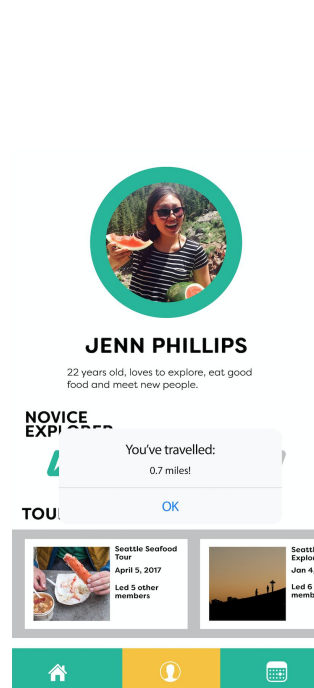 JENN PHILLIPS
22 years old, loves to explore, eat good
food and meet new people.
NOVICE
EXPLORER
You've travelled:
0.7 miles!
OK
Seattle Seafood
Tour
April 5, 2017
Led 5 other
members
Jan 4,
Led 6